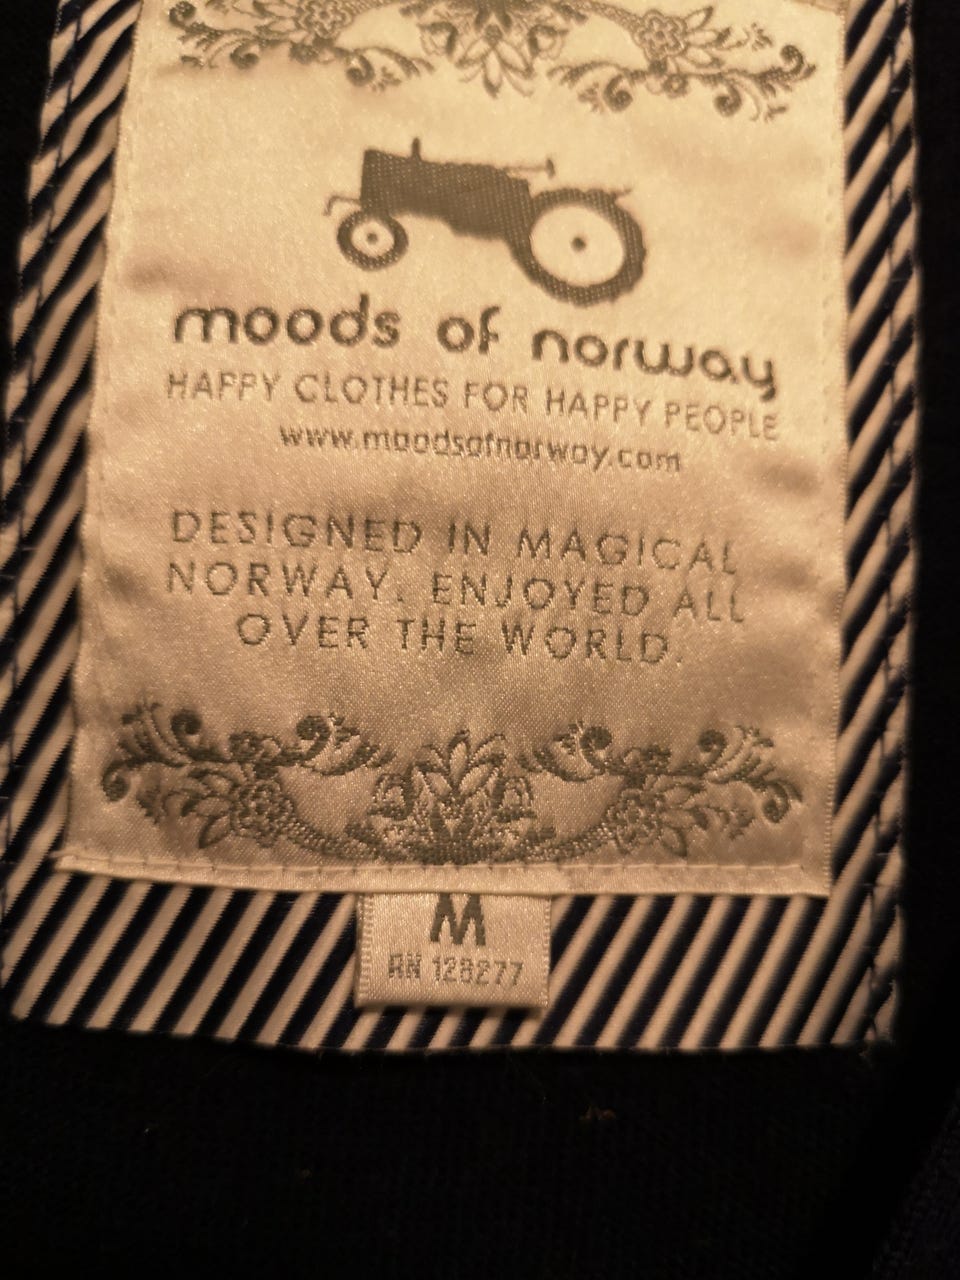 moods of norway
HAPPY CLOTHES FOR HAPPY PEOPLE
www.moodsofnorway.com
DESIGNED IN MAGICAL
NORWAY. ENJOYED ALL
OVER THE WORLD.
M
RN 128277